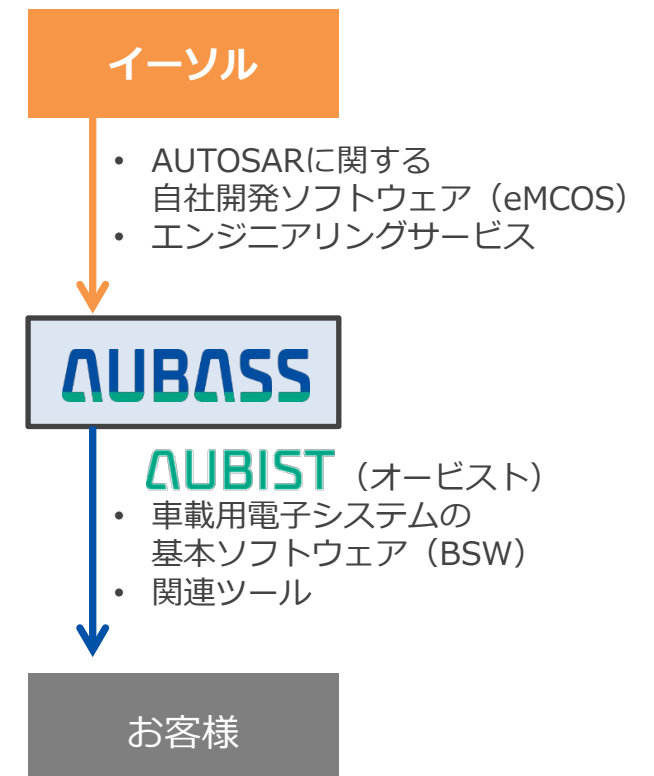 イーソル
• AUTOSARに関する
自社開発ソフトウェア（eMCOS）
• エンジニアリングサービス
AUBASS
AUBIST（オービスト）
• 車載用電子システムの
基本ソフトウェア（BSW）
• 関連ツール
お客様